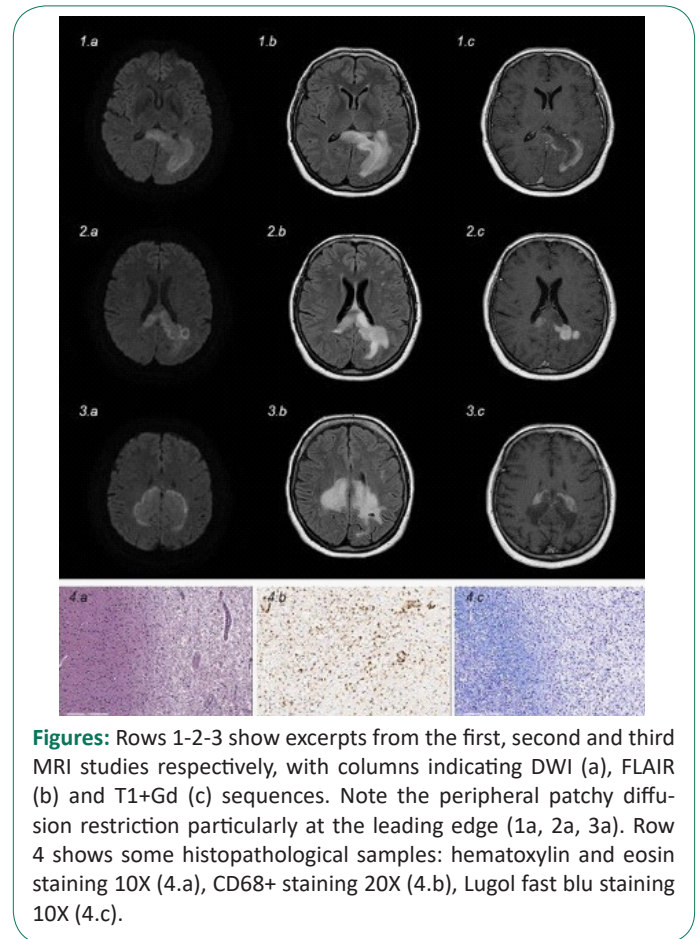 1.a 1.b 1.c
2.a 2.b 2.c
3.a 3.b 3.c
4.a 4.b 4.c
Figures: Rows 1-2-3 show excerpts from the first, second and third
MRI studies respectively, with columns indicating DWI (a), FLAIR
(b) and T1+Gd (c) sequences. Note the peripheral patchy diffu-
sion restriction particularly at the leading edge (1a, 2a, 3a). Row
4 shows some histopathological samples: hematoxylin and eosin
staining 10X (4.a), CD68+ staining 20X (4.b), Lugol fast blu staining
10X (4.c).